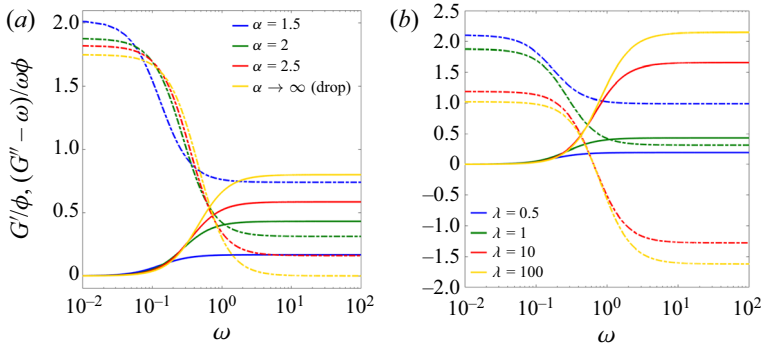 (a)
G′/ϕ, (G″ − ω)/ωϕ
2.0
1.5
1.0
0.5
0
10⁻² 10⁻¹ 10⁰ 10¹ 10²
ω
α = 1.5
α = 2
α = 2.5
α → ∞ (drop)
(b)
2.5
2.0
1.5
1.0
0.5
0
−0.5
−1.0
−1.5
−2.0
10⁻² 10⁻¹ 10⁰ 10¹ 10²
ω
λ = 0.5
λ = 1
λ = 10
λ = 100